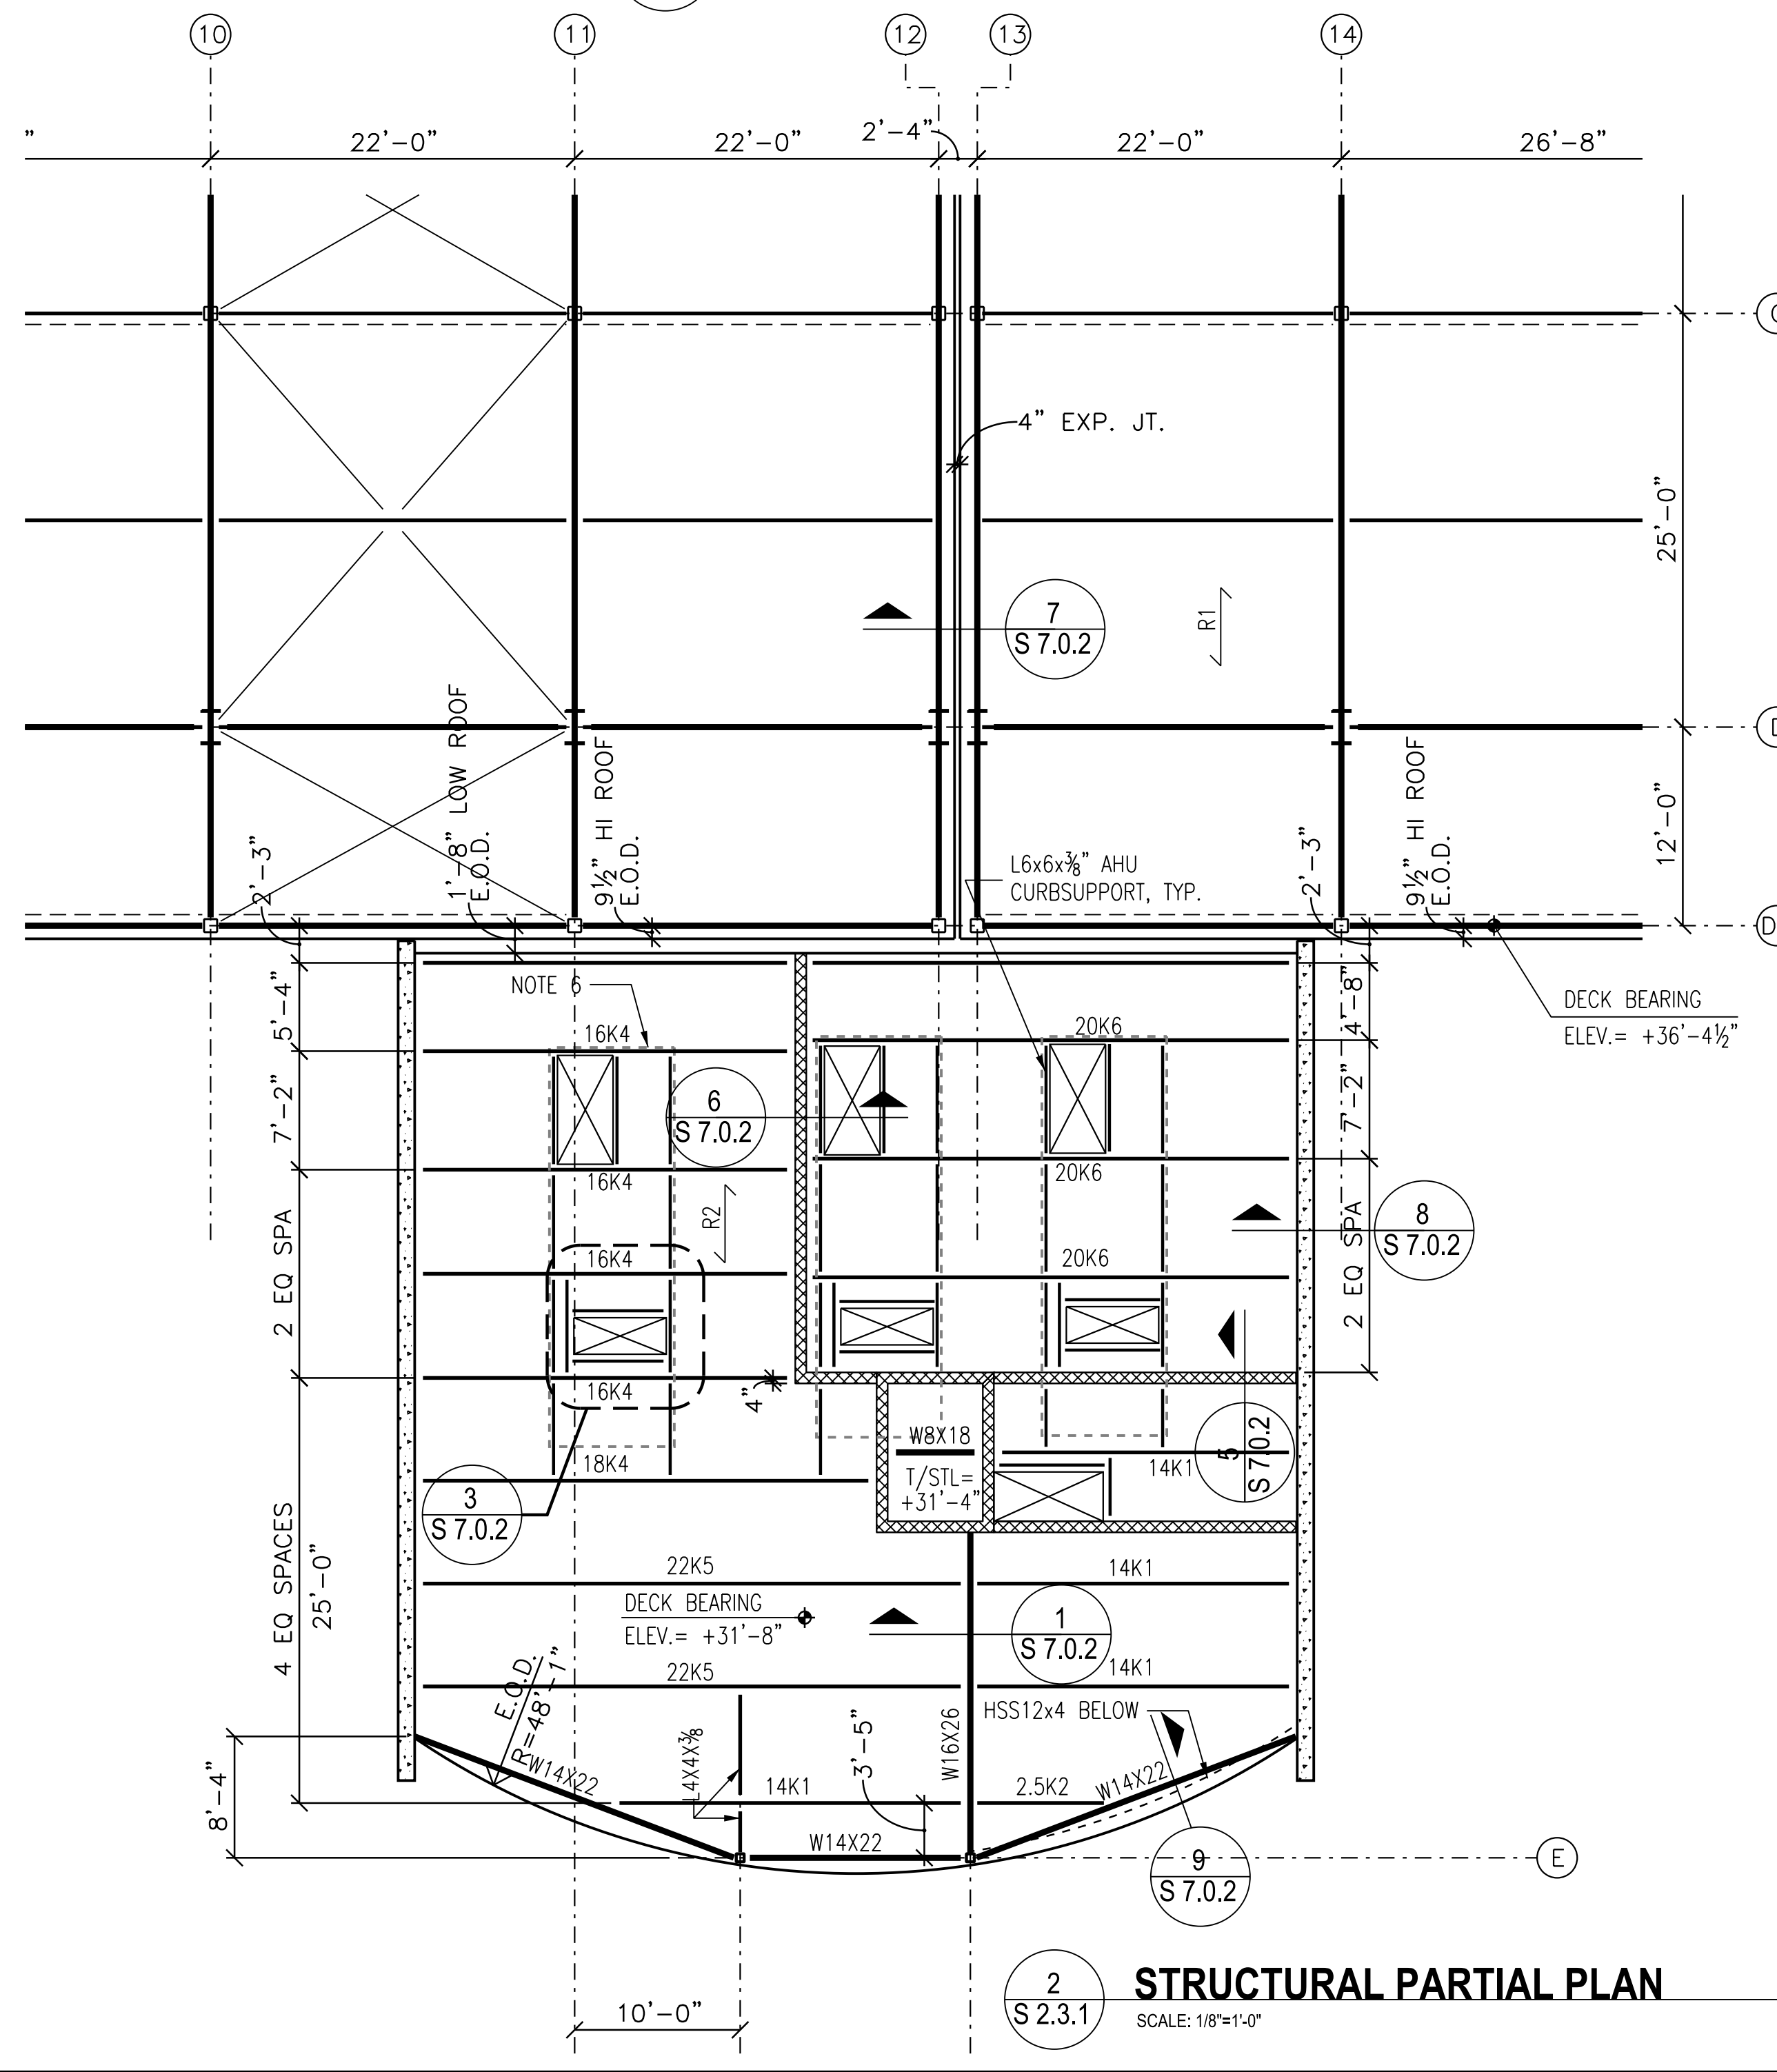 10
11
12
13
14
"
22'-0"
22'-0"
2'-4"
22'-0"
26'-8"
4" EXP. JT.
25'-0"
7
S 7.0.2
R1
1'-8" LOW ROOF
E.O.D.
9½" HI ROOF
E.O.D.
9½" HI ROOF
E.O.D.
12'-0"
2'-3"
2'-3"
L6x6x⅜" AHU
CURBSUPPORT, TYP.
D
NOTE 6
5'-4"
4'-8"
DECK BEARING
ELEV.= +36'-4½"
16K4
20K6
7'-2"
7'-2"
6
S 7.0.2
16K4
20K6
R2
2 EQ SPA
2 EQ SPA
8
S 7.0.2
16K4
20K6
16K4
4"
5
S 7.0.2
W8X18
T/STL=
+31'-4"
14K1
18K4
3
S 7.0.2
4 EQ SPACES
25'-0"
22K5
14K1
DECK BEARING
ELEV.= +31'-8"
1
S 7.0.2
22K5
14K1
E.O.D.
R=48'-1"
HSS12x4 BELOW
W14X22
L4X4X⅜
14K1
3'-5"
W16X26
2.5K2
W14X22
8'-4"
W14X22
E
9
S 7.0.2
10'-0"
2
S 2.3.1
STRUCTURAL PARTIAL PLAN
SCALE: 1/8"=1'-0"